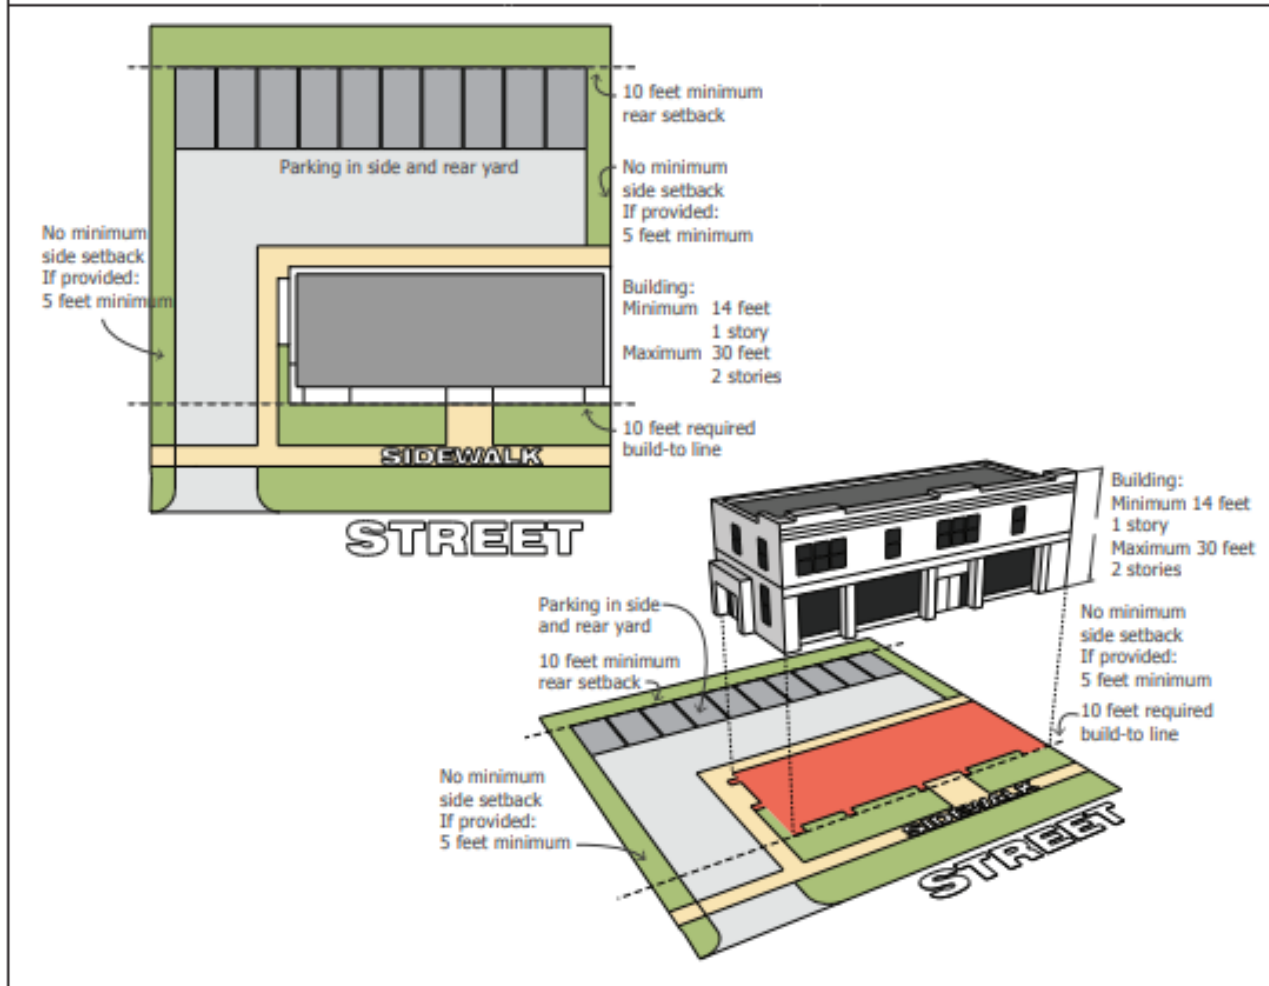 10 feet minimum
rear setback
Parking in side and rear yard
No minimum
side setback
If provided:
5 feet minimum
No minimum
side setback
If provided:
5 feet minimum
Building:
Minimum 14 feet
1 story
Maximum 30 feet
2 stories
10 feet required
build-to line
SIDEWALK
STREET
Building:
Minimum 14 feet
1 story
Maximum 30 feet
2 stories
Parking in side
and rear yard
10 feet minimum
rear setback
No minimum
side setback
If provided:
5 feet minimum
10 feet required
build-to line
No minimum
side setback
If provided:
5 feet minimum
SIDEWALK
STREET